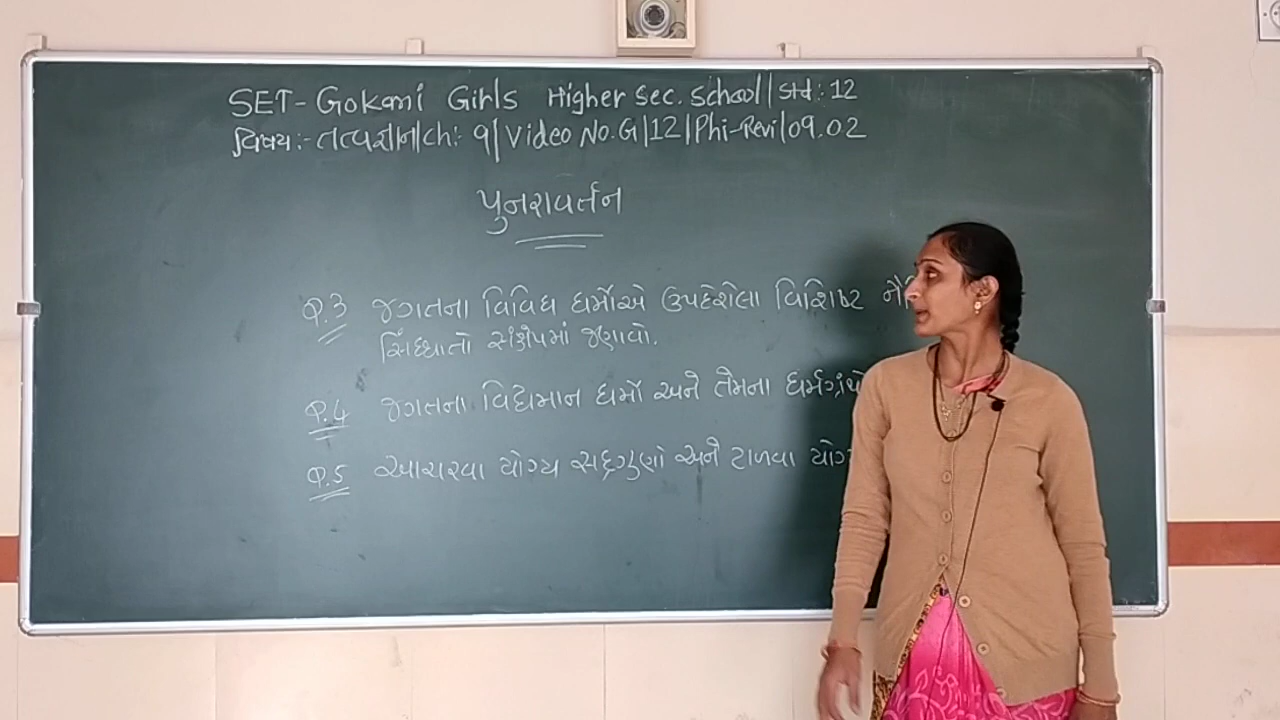 SET- Gokani Girls Higher Sec. School | Std: 12
વિષય:- તત્વજ્ઞાન/ch: 9/Video No.G/12/Phi-Revi/09.02
પુનરાવર્તન
Q.3 જગતના વિવિધ ધર્મોએ ઉપદેશેલા વિશિષ્ટ
સિધ્ધાતો સંક્ષેપમાં જણાવો.
Q.4 જગતના વિદ્યમાન ધર્મો અને તેમના ધર્મગ્રંથો
Q.5 આચરવા યોગ્ય સદ્દગુણો અને ટાળવા